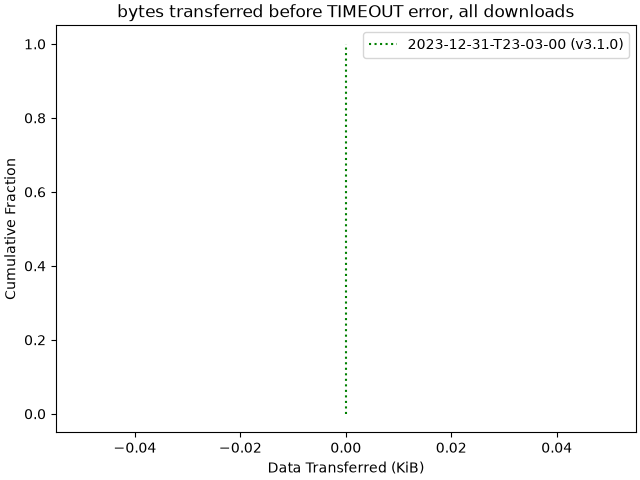 bytes transferred before TIMEOUT error, all downloads
2023-12-31-T23-03-00 (v3.1.0)
Cumulative Fraction
1.0
0.8
0.6
0.4
0.2
0.0
−0.04
−0.02
0.00
0.02
0.04
Data Transferred (KiB)